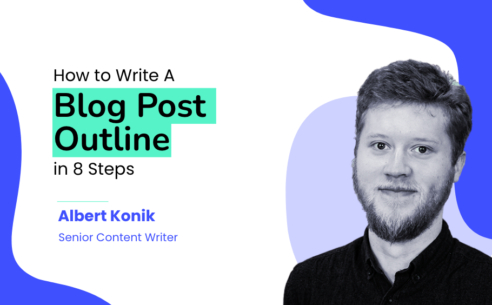 How to Write A
Blog Post
Outline
in 8 Steps
Albert Konik
Senior Content Writer